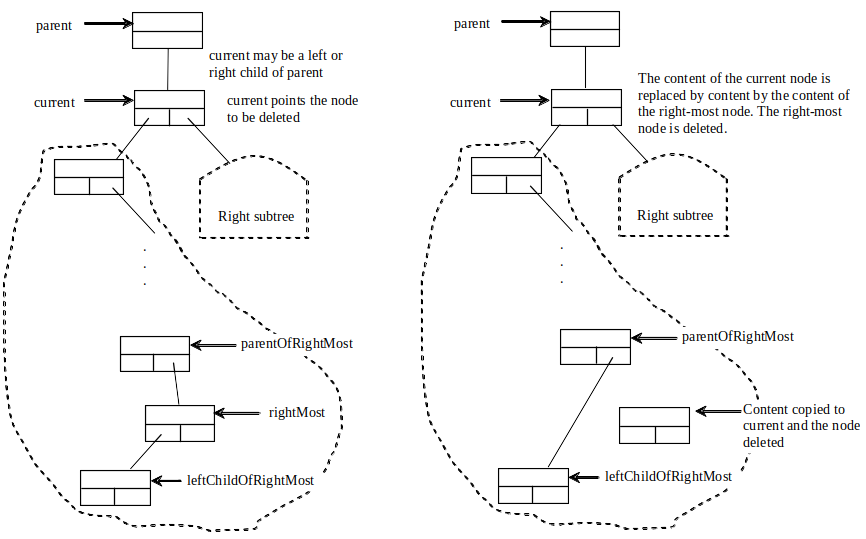 parent
current may be a left or
right child of parent
current
current points the node
to be deleted
Right subtree
parentOfRightMost
rightMost
leftChildOfRightMost
parent
The content of the current node is
replaced by content by the content of
the right-most node. The right-most
node is deleted.
current
Right subtree
parentOfRightMost
Content copied to
current and the node
deleted
leftChildOfRightMost